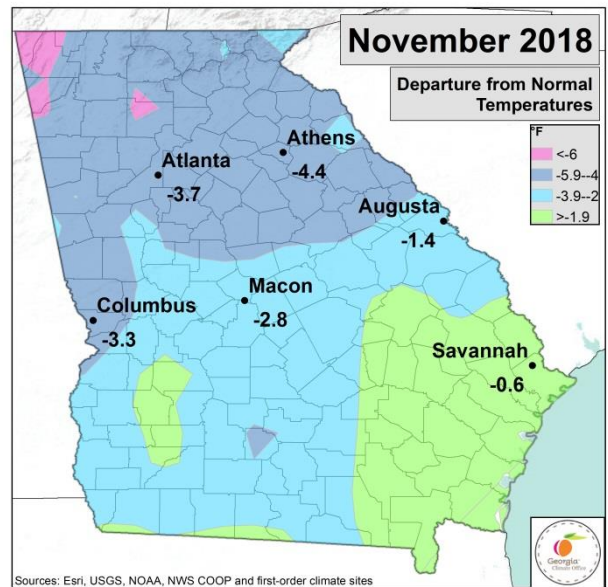 November 2018
Departure from Normal
Temperatures
°F
<-6
-5.9--4
-3.9--2
>-1.9
Athens
-4.4
Atlanta
-3.7
Augusta
-1.4
Macon
-2.8
Columbus
-3.3
Savannah
-0.6
Georgia
Climate Office
Sources: Esri, USGS, NOAA, NWS COOP and first-order climate sites